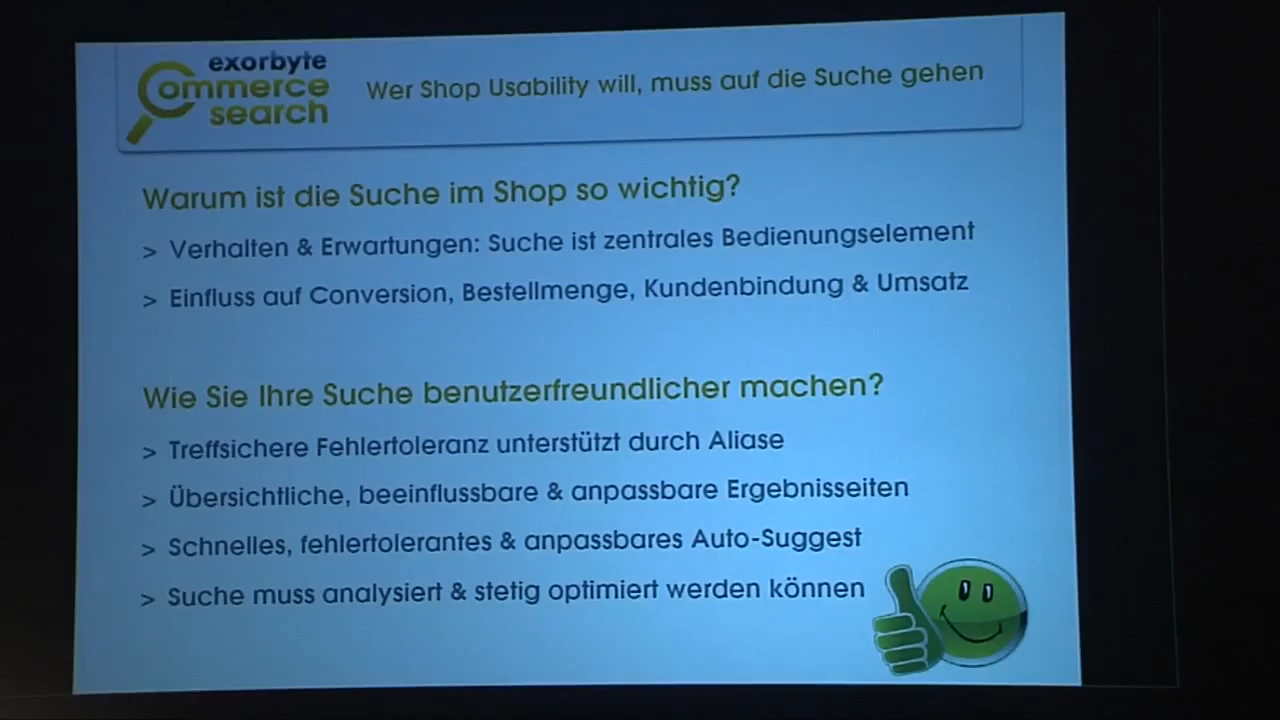 exorbyte
Commerce
search
Wer Shop Usability will, muss auf die Suche gehen
Warum ist die Suche im Shop so wichtig?
> Verhalten & Erwartungen: Suche ist zentrales Bedienungselement
> Einfluss auf Conversion, Bestellmenge, Kundenbindung & Umsatz
Wie Sie Ihre Suche benutzerfreundlicher machen?
> Treffsichere Fehlertoleranz unterstützt durch Aliase
> Übersichtliche, beeinflussbare & anpassbare Ergebnisseiten
> Schnelles, fehlertolerantes & anpassbares Auto-Suggest
> Suche muss analysiert & stetig optimiert werden können